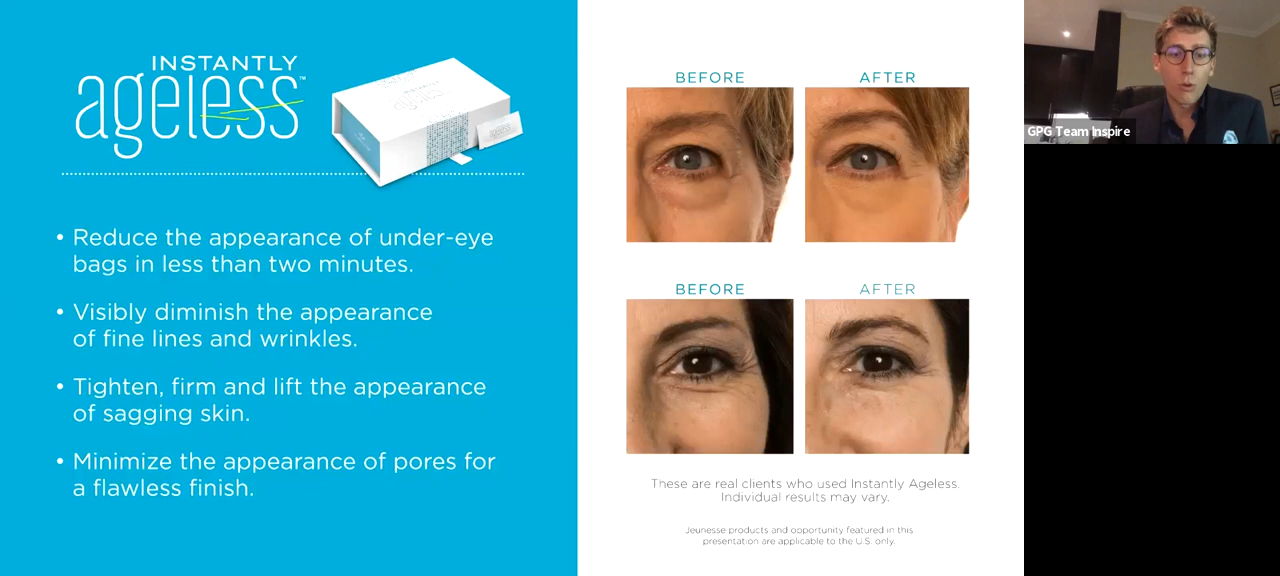 INSTANTLY
ageless™
• Reduce the appearance of under-eye
bags in less than two minutes.
• Visibly diminish the appearance
of fine lines and wrinkles.
• Tighten, firm and lift the appearance
of sagging skin.
• Minimize the appearance of pores for
a flawless finish.
BEFORE
AFTER
BEFORE
AFTER
These are real clients who used Instantly Ageless.
Individual results may vary.
Jeunesse products and opportunity featured in this
presentation are applicable to the U.S. only.
GPG Team Inspire